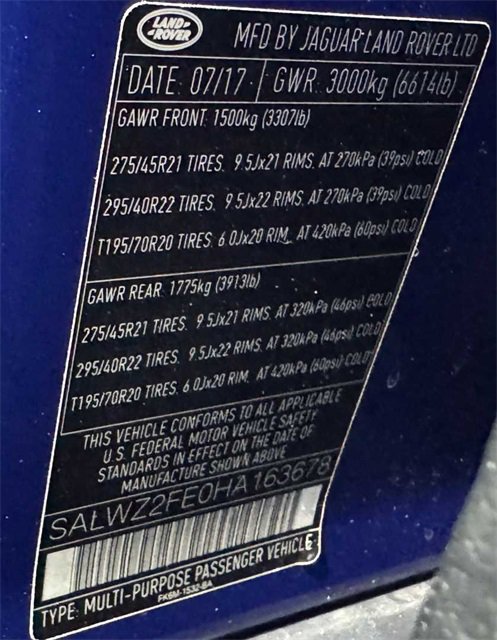 LAND ROVER MFD BY JAGUAR LAND ROVER LTD
DATE: 07/17 GWR: 3000kg (6614lb)
GAWR FRONT 1500kg (3307lb)
275/45R21 TIRES, 9.5Jx21 RIMS, AT 270kPa (39psi) COLD
295/40R22 TIRES, 9.5Jx22 RIMS, AT 270kPa (39psi) COLD
T195/70R20 TIRES, 6.0Jx20 RIM, AT 420kPa (60psi) COLD
GAWR REAR 1775kg (3913lb)
275/45R21 TIRES, 9.5Jx21 RIMS, AT 320kPa (46psi) COLD
295/40R22 TIRES, 9.5Jx22 RIMS, AT 320kPa (46psi) COLD
T195/70R20 TIRES, 6.0Jx20 RIM, AT 420kPa (60psi) COLD
THIS VEHICLE CONFORMS TO ALL APPLICABLE
U.S. FEDERAL MOTOR VEHICLE SAFETY
STANDARDS IN EFFECT ON THE DATE OF
MANUFACTURE SHOWN ABOVE
SALWZ2FE0HA163678
TYPE: MULTI-PURPOSE PASSENGER VEHICLE
FK6M-1532-BA